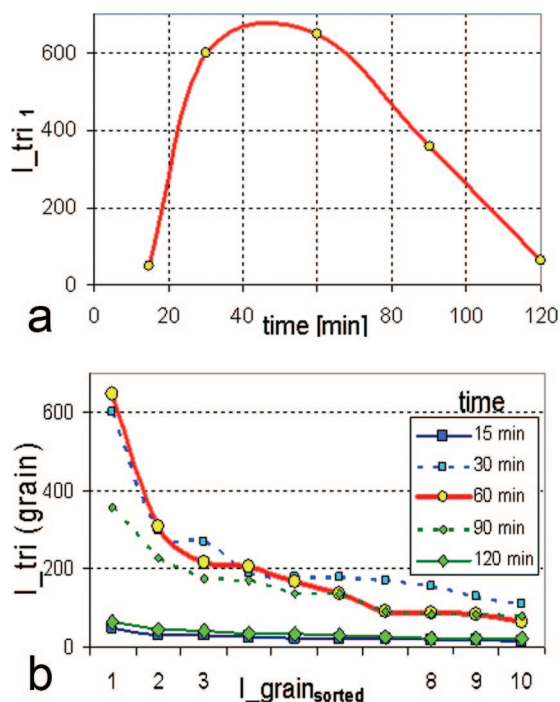 600
400
200
0
I_tri 1
0 20 40 60 80 100 120
time [min]
a
time
15 min
30 min
60 min
90 min
120 min
600
400
200
0
I_tri (grain)
1 2 3 8 9 10
I_grain sorted
b